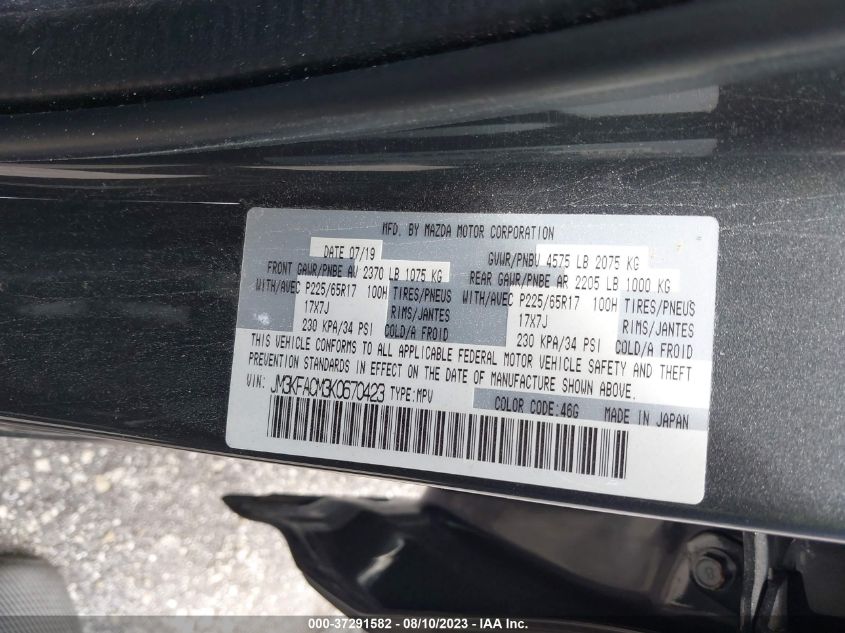 MFD. BY MAZDA MOTOR CORPORATION
DATE 07/19 GVWR/PNBV 4575 LB 2075 KG
FRONT GAWR/PNBE AV 2370 LB 1075 KG REAR GAWR/PNBE AR 2205 LB 1000 KG
WITH/AVEC P225/65R17 100H TIRES/PNEUS WITH/AVEC P225/65R17 100H TIRES/PNEUS
17X7J RIMS/JANTES 17X7J RIMS/JANTES
230 KPA/34 PSI COLD/A FROID 230 KPA/34 PSI COLD/A FROID
THIS VEHICLE CONFORMS TO ALL APPLICABLE FEDERAL MOTOR VEHICLE SAFETY AND THEFT
PREVENTION STANDARDS IN EFFECT ON THE DATE OF MANUFACTURE SHOWN ABOVE.
VIN: JM3KFACM3K0670423 TYPE:MPV
COLOR CODE:46G MADE IN JAPAN
000-37291582 - 08/10/2023 - IAA Inc.